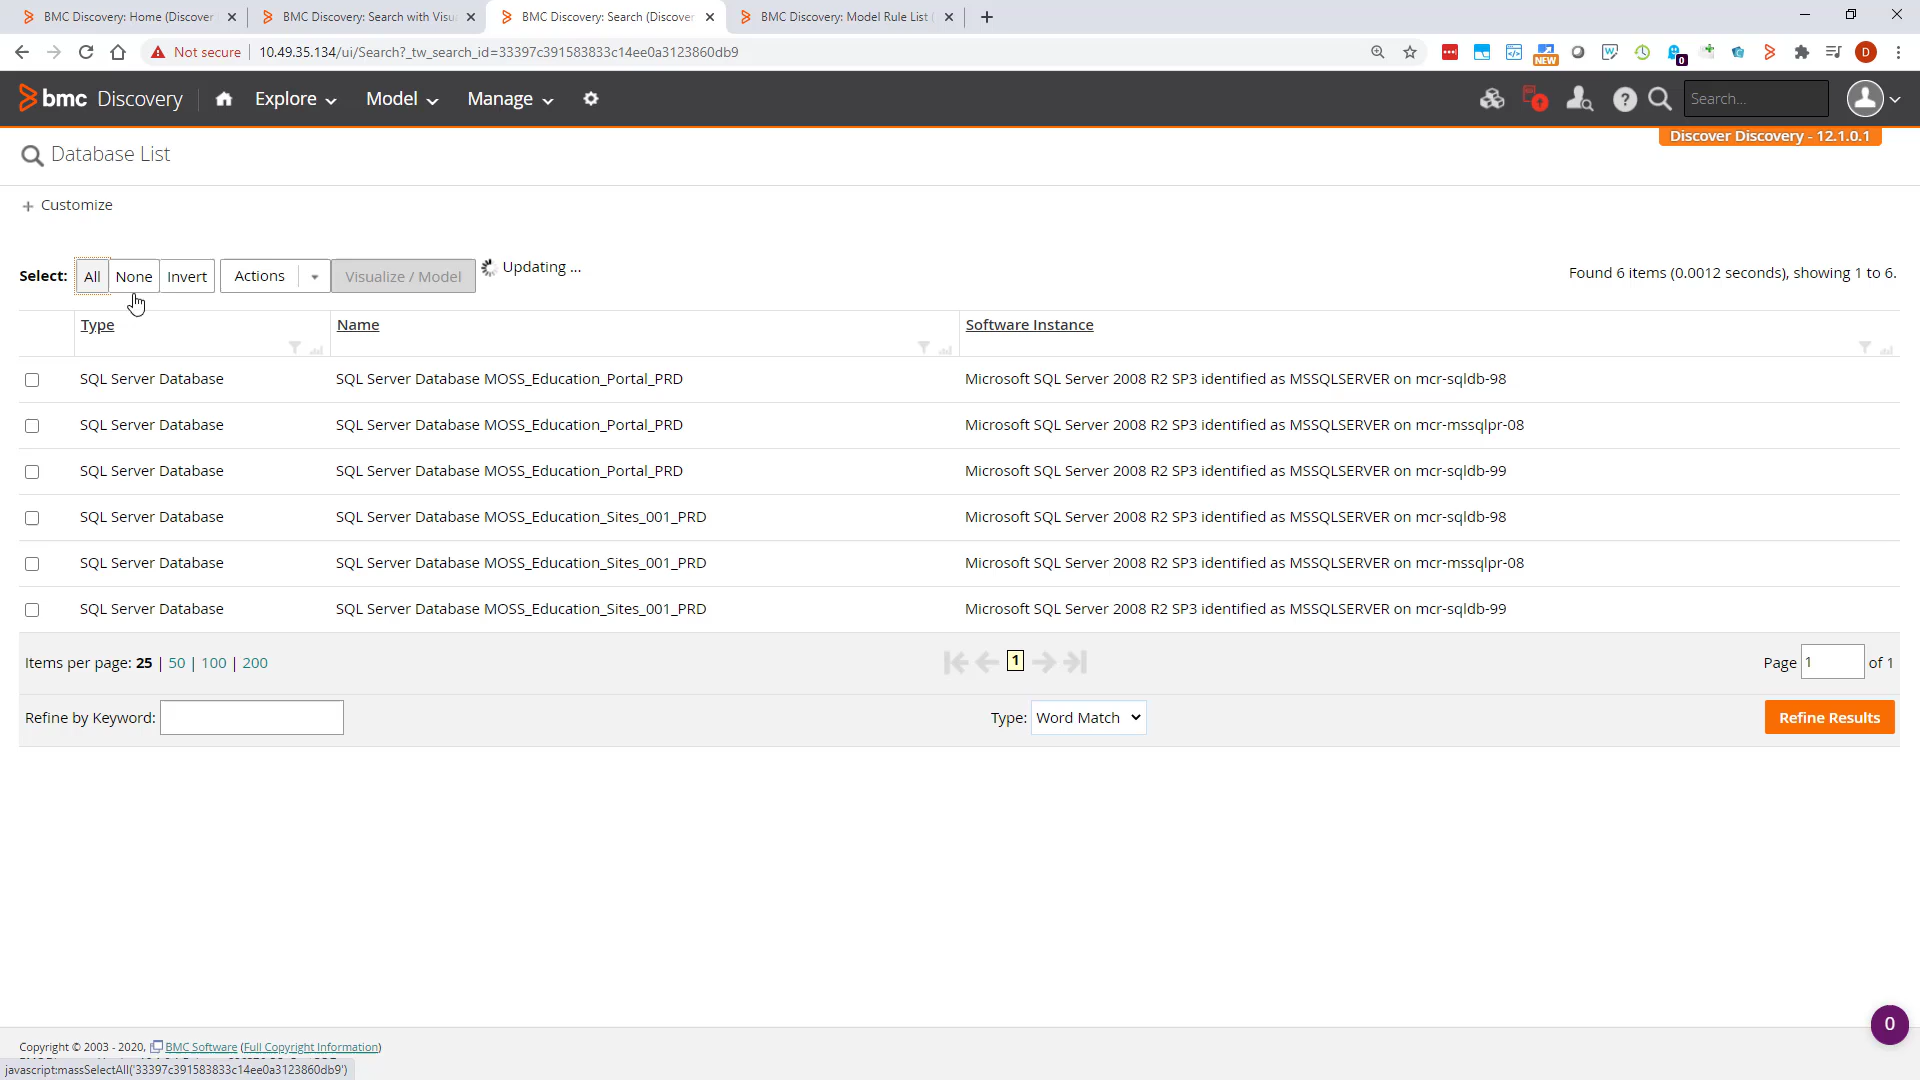 BMC Discovery: Home (Discover
BMC Discovery: Search with Visu
BMC Discovery: Search (Discover
BMC Discovery: Model Rule List (
Not secure
10.49.35.134/ui/Search?_tw_search_id=33397c391583833c14ee0a3123860db9
NEW
0
D
bmc Discovery
Explore
Model
Manage
Search...
Discover Discovery - 12.1.0.1
Database List
+ Customize
Select: All None Invert Actions Visualize / Model Updating ...
Found 6 items (0.0012 seconds), showing 1 to 6.
Type Name Software Instance
SQL Server Database SQL Server Database MOSS_Education_Portal_PRD Microsoft SQL Server 2008 R2 SP3 identified as MSSQLSERVER on mcr-sqldb-98
SQL Server Database SQL Server Database MOSS_Education_Portal_PRD Microsoft SQL Server 2008 R2 SP3 identified as MSSQLSERVER on mcr-mssqlpr-08
SQL Server Database SQL Server Database MOSS_Education_Portal_PRD Microsoft SQL Server 2008 R2 SP3 identified as MSSQLSERVER on mcr-sqldb-99
SQL Server Database SQL Server Database MOSS_Education_Sites_001_PRD Microsoft SQL Server 2008 R2 SP3 identified as MSSQLSERVER on mcr-sqldb-98
SQL Server Database SQL Server Database MOSS_Education_Sites_001_PRD Microsoft SQL Server 2008 R2 SP3 identified as MSSQLSERVER on mcr-mssqlpr-08
SQL Server Database SQL Server Database MOSS_Education_Sites_001_PRD Microsoft SQL Server 2008 R2 SP3 identified as MSSQLSERVER on mcr-sqldb-99
Items per page: 25 | 50 | 100 | 200
1
Page 1 of 1
Refine by Keyword:
Type: Word Match
Refine Results
0
Copyright © 2003 - 2020, BMC Software (Full Copyright Information)
javascript:massSelectAll('33397c391583833c14ee0a3123860db9')